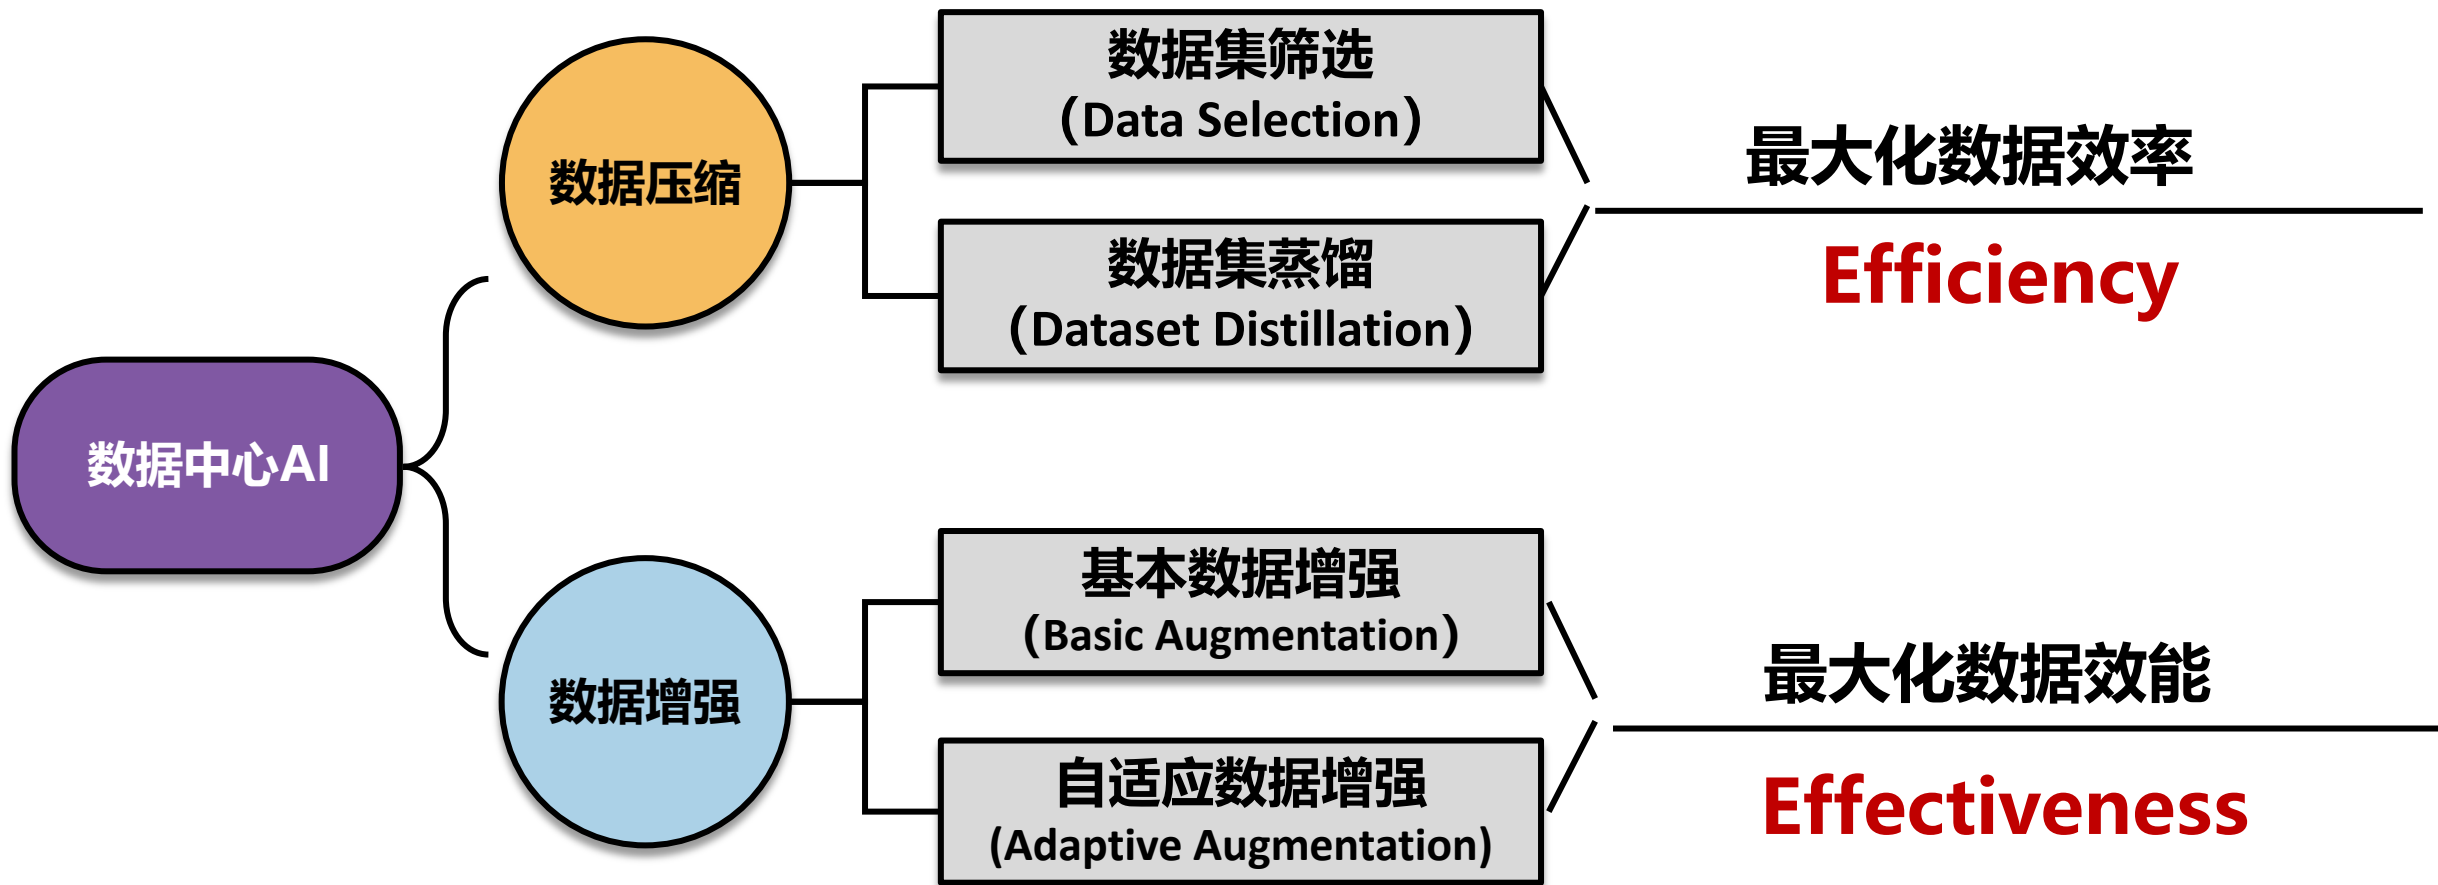 数据中心AI
数据压缩
数据集筛选
（Data Selection）
数据集蒸馏
（Dataset Distillation）
最大化数据效率
Efficiency
数据增强
基本数据增强
（Basic Augmentation）
自适应数据增强
(Adaptive Augmentation)
最大化数据效能
Effectiveness